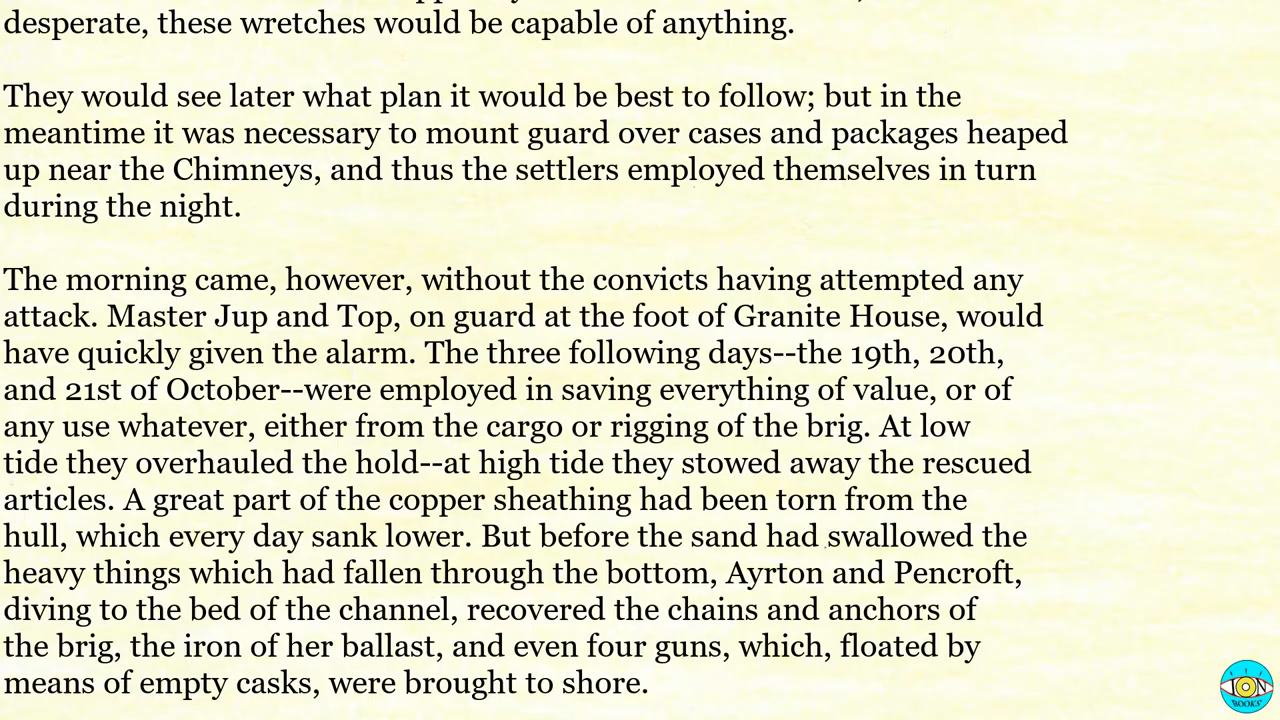 desperate, these wretches would be capable of anything.
They would see later what plan it would be best to follow; but in the
meantime it was necessary to mount guard over cases and packages heaped
up near the Chimneys, and thus the settlers employed themselves in turn
during the night.
The morning came, however, without the convicts having attempted any
attack. Master Jup and Top, on guard at the foot of Granite House, would
have quickly given the alarm. The three following days--the 19th, 20th,
and 21st of October--were employed in saving everything of value, or of
any use whatever, either from the cargo or rigging of the brig. At low
tide they overhauled the hold--at high tide they stowed away the rescued
articles. A great part of the copper sheathing had been torn from the
hull, which every day sank lower. But before the sand had swallowed the
heavy things which had fallen through the bottom, Ayrton and Pencroft,
diving to the bed of the channel, recovered the chains and anchors of
the brig, the iron of her ballast, and even four guns, which, floated by
means of empty casks, were brought to shore.
ION
BOOKS